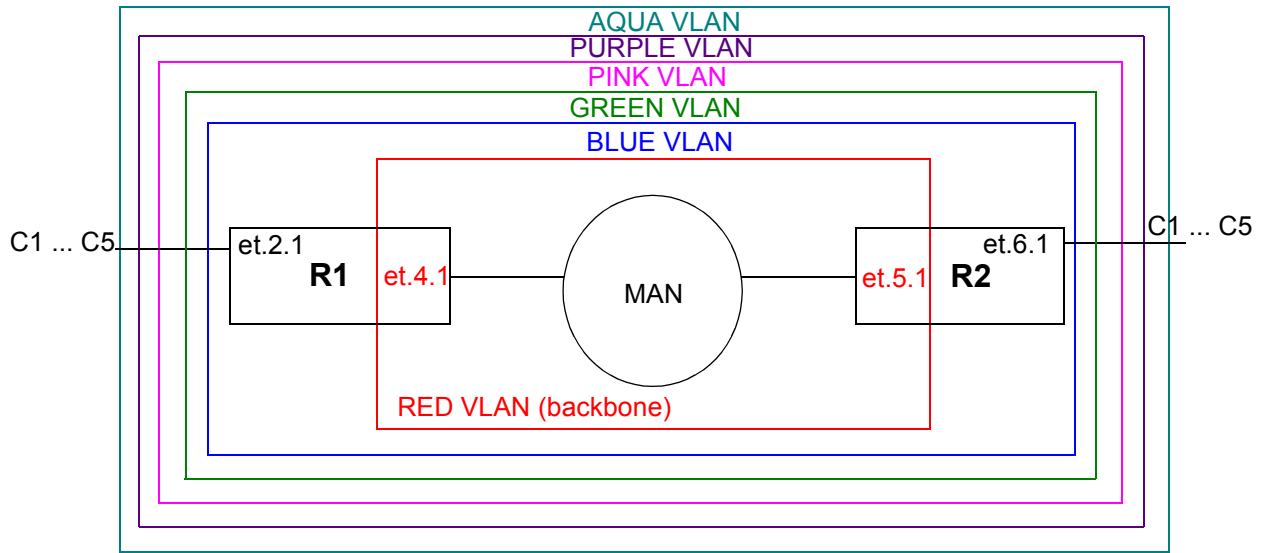 AQUA VLAN
PURPLE VLAN
PINK VLAN
GREEN VLAN
BLUE VLAN
C1 ... C5
et.2.1
R1
et.4.1
MAN
et.5.1
et.6.1
R2
C1 ... C5
RED VLAN (backbone)